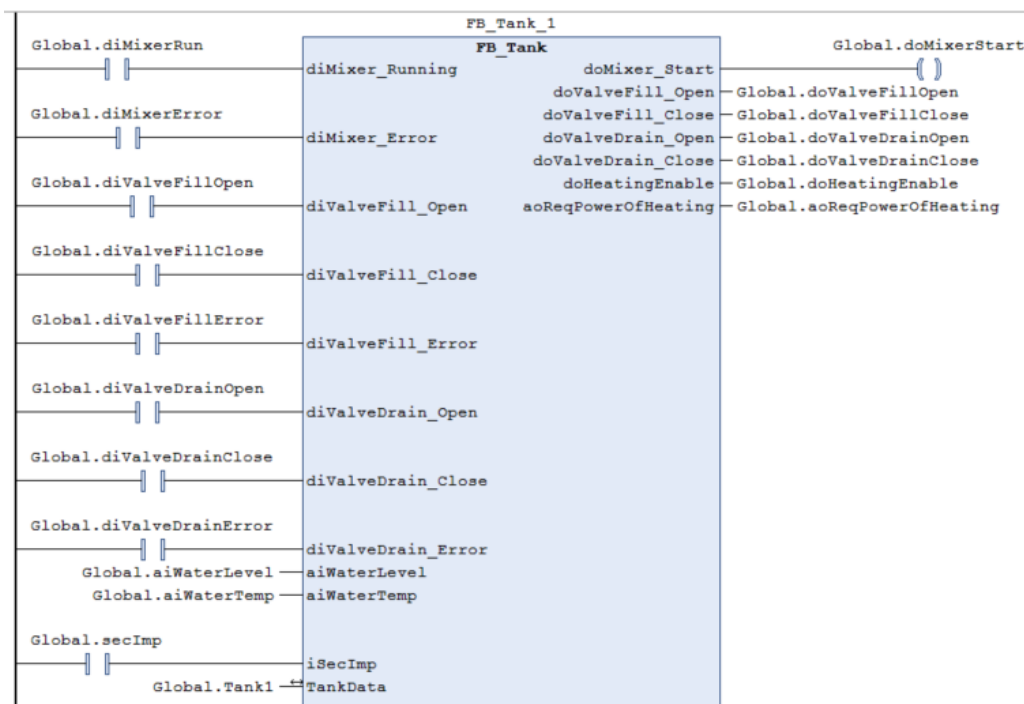 FB_Tank_1
FB_Tank
Global.diMixerRun
diMixer_Running
doMixer_Start
Global.doMixerStart
doValveFill_Open
Global.doValveFillOpen
Global.diMixerError
doValveFill_Close
Global.doValveFillClose
diMixer_Error
doValveDrain_Open
Global.doValveDrainOpen
doValveDrain_Close
Global.doValveDrainClose
Global.diValveFillOpen
doHeatingEnable
Global.doHeatingEnable
diValveFill_Open
aoReqPowerOfHeating
Global.aoReqPowerOfHeating
Global.diValveFillClose
diValveFill_Close
Global.diValveFillError
diValveFill_Error
Global.diValveDrainOpen
diValveDrain_Open
Global.diValveDrainClose
diValveDrain_Close
Global.diValveDrainError
diValveDrain_Error
Global.aiWaterLevel
aiWaterLevel
Global.aiWaterTemp
aiWaterTemp
Global.secImp
iSecImp
Global.Tank1
TankData